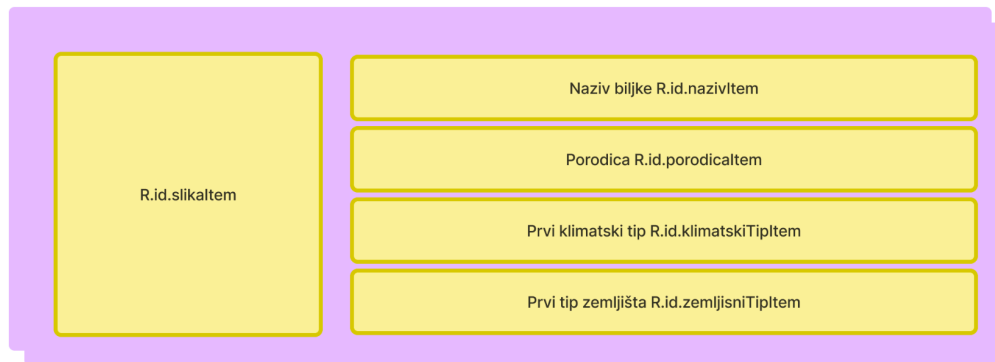 R.id.slikaItem
Naziv biljke R.id.nazivItem
Porodica R.id.porodicaItem
Prvi klimatski tip R.id.klimatskiTipItem
Prvi tip zemljišta R.id.zemljisniTipItem